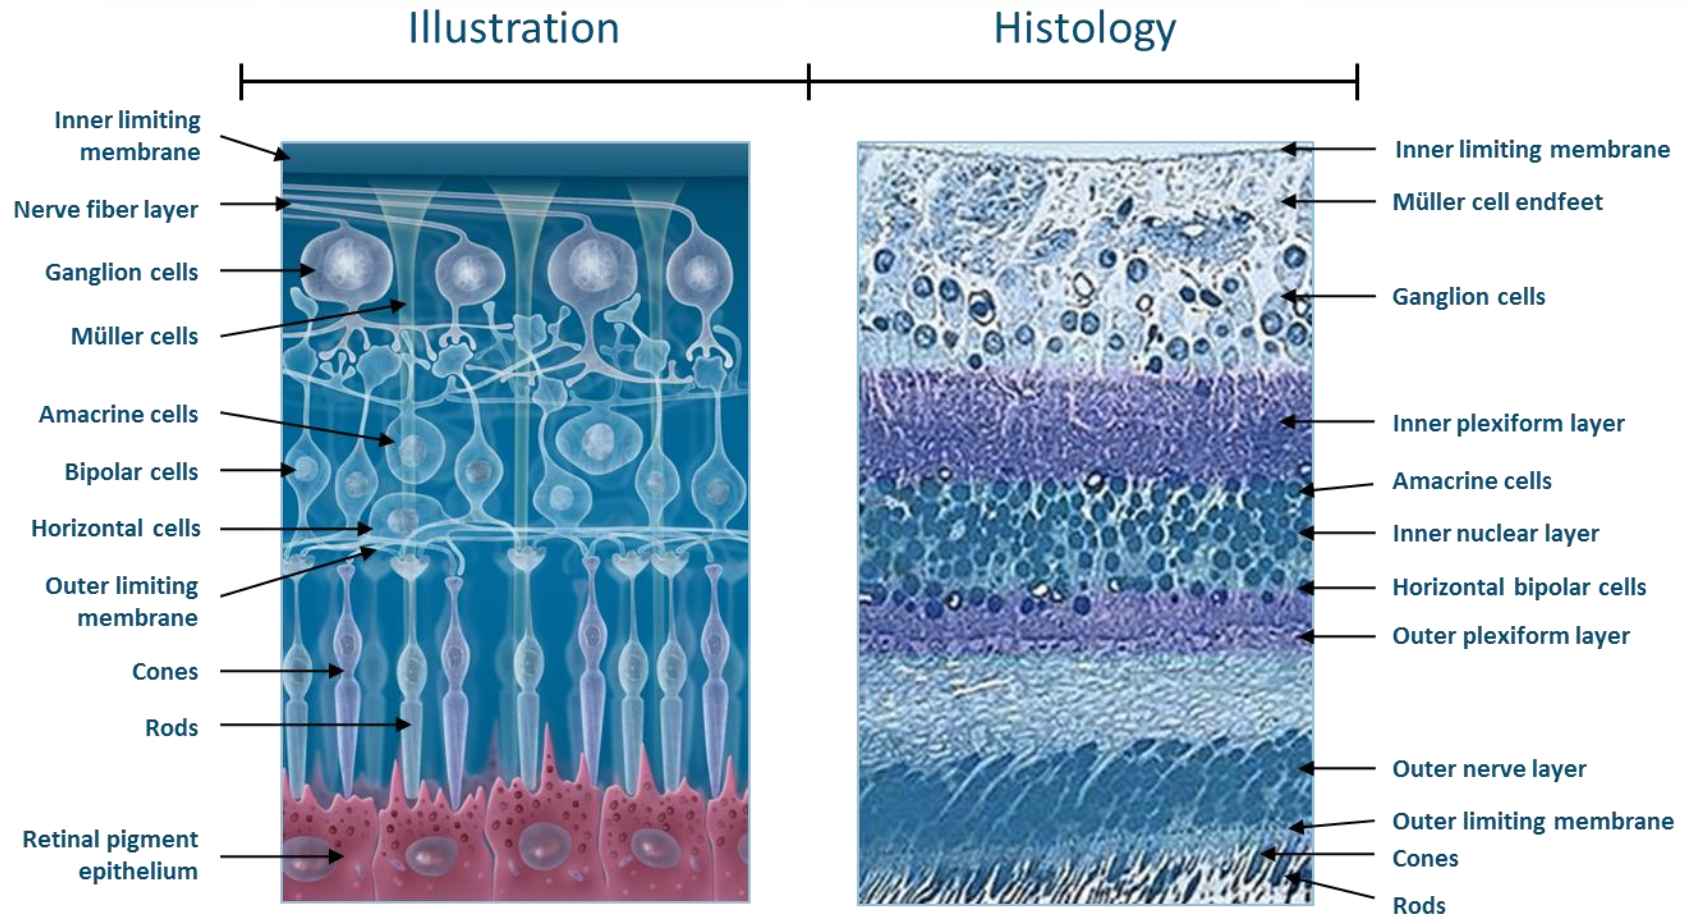 Illustration
Histology
Inner limiting
membrane
Nerve fiber layer
Ganglion cells
Müller cells
Amacrine cells
Bipolar cells
Horizontal cells
Outer limiting
membrane
Cones
Rods
Retinal pigment
epithelium
Inner limiting membrane
Müller cell endfeet
Ganglion cells
Inner plexiform layer
Amacrine cells
Inner nuclear layer
Horizontal bipolar cells
Outer plexiform layer
Outer nerve layer
Outer limiting membrane
Cones
Rods